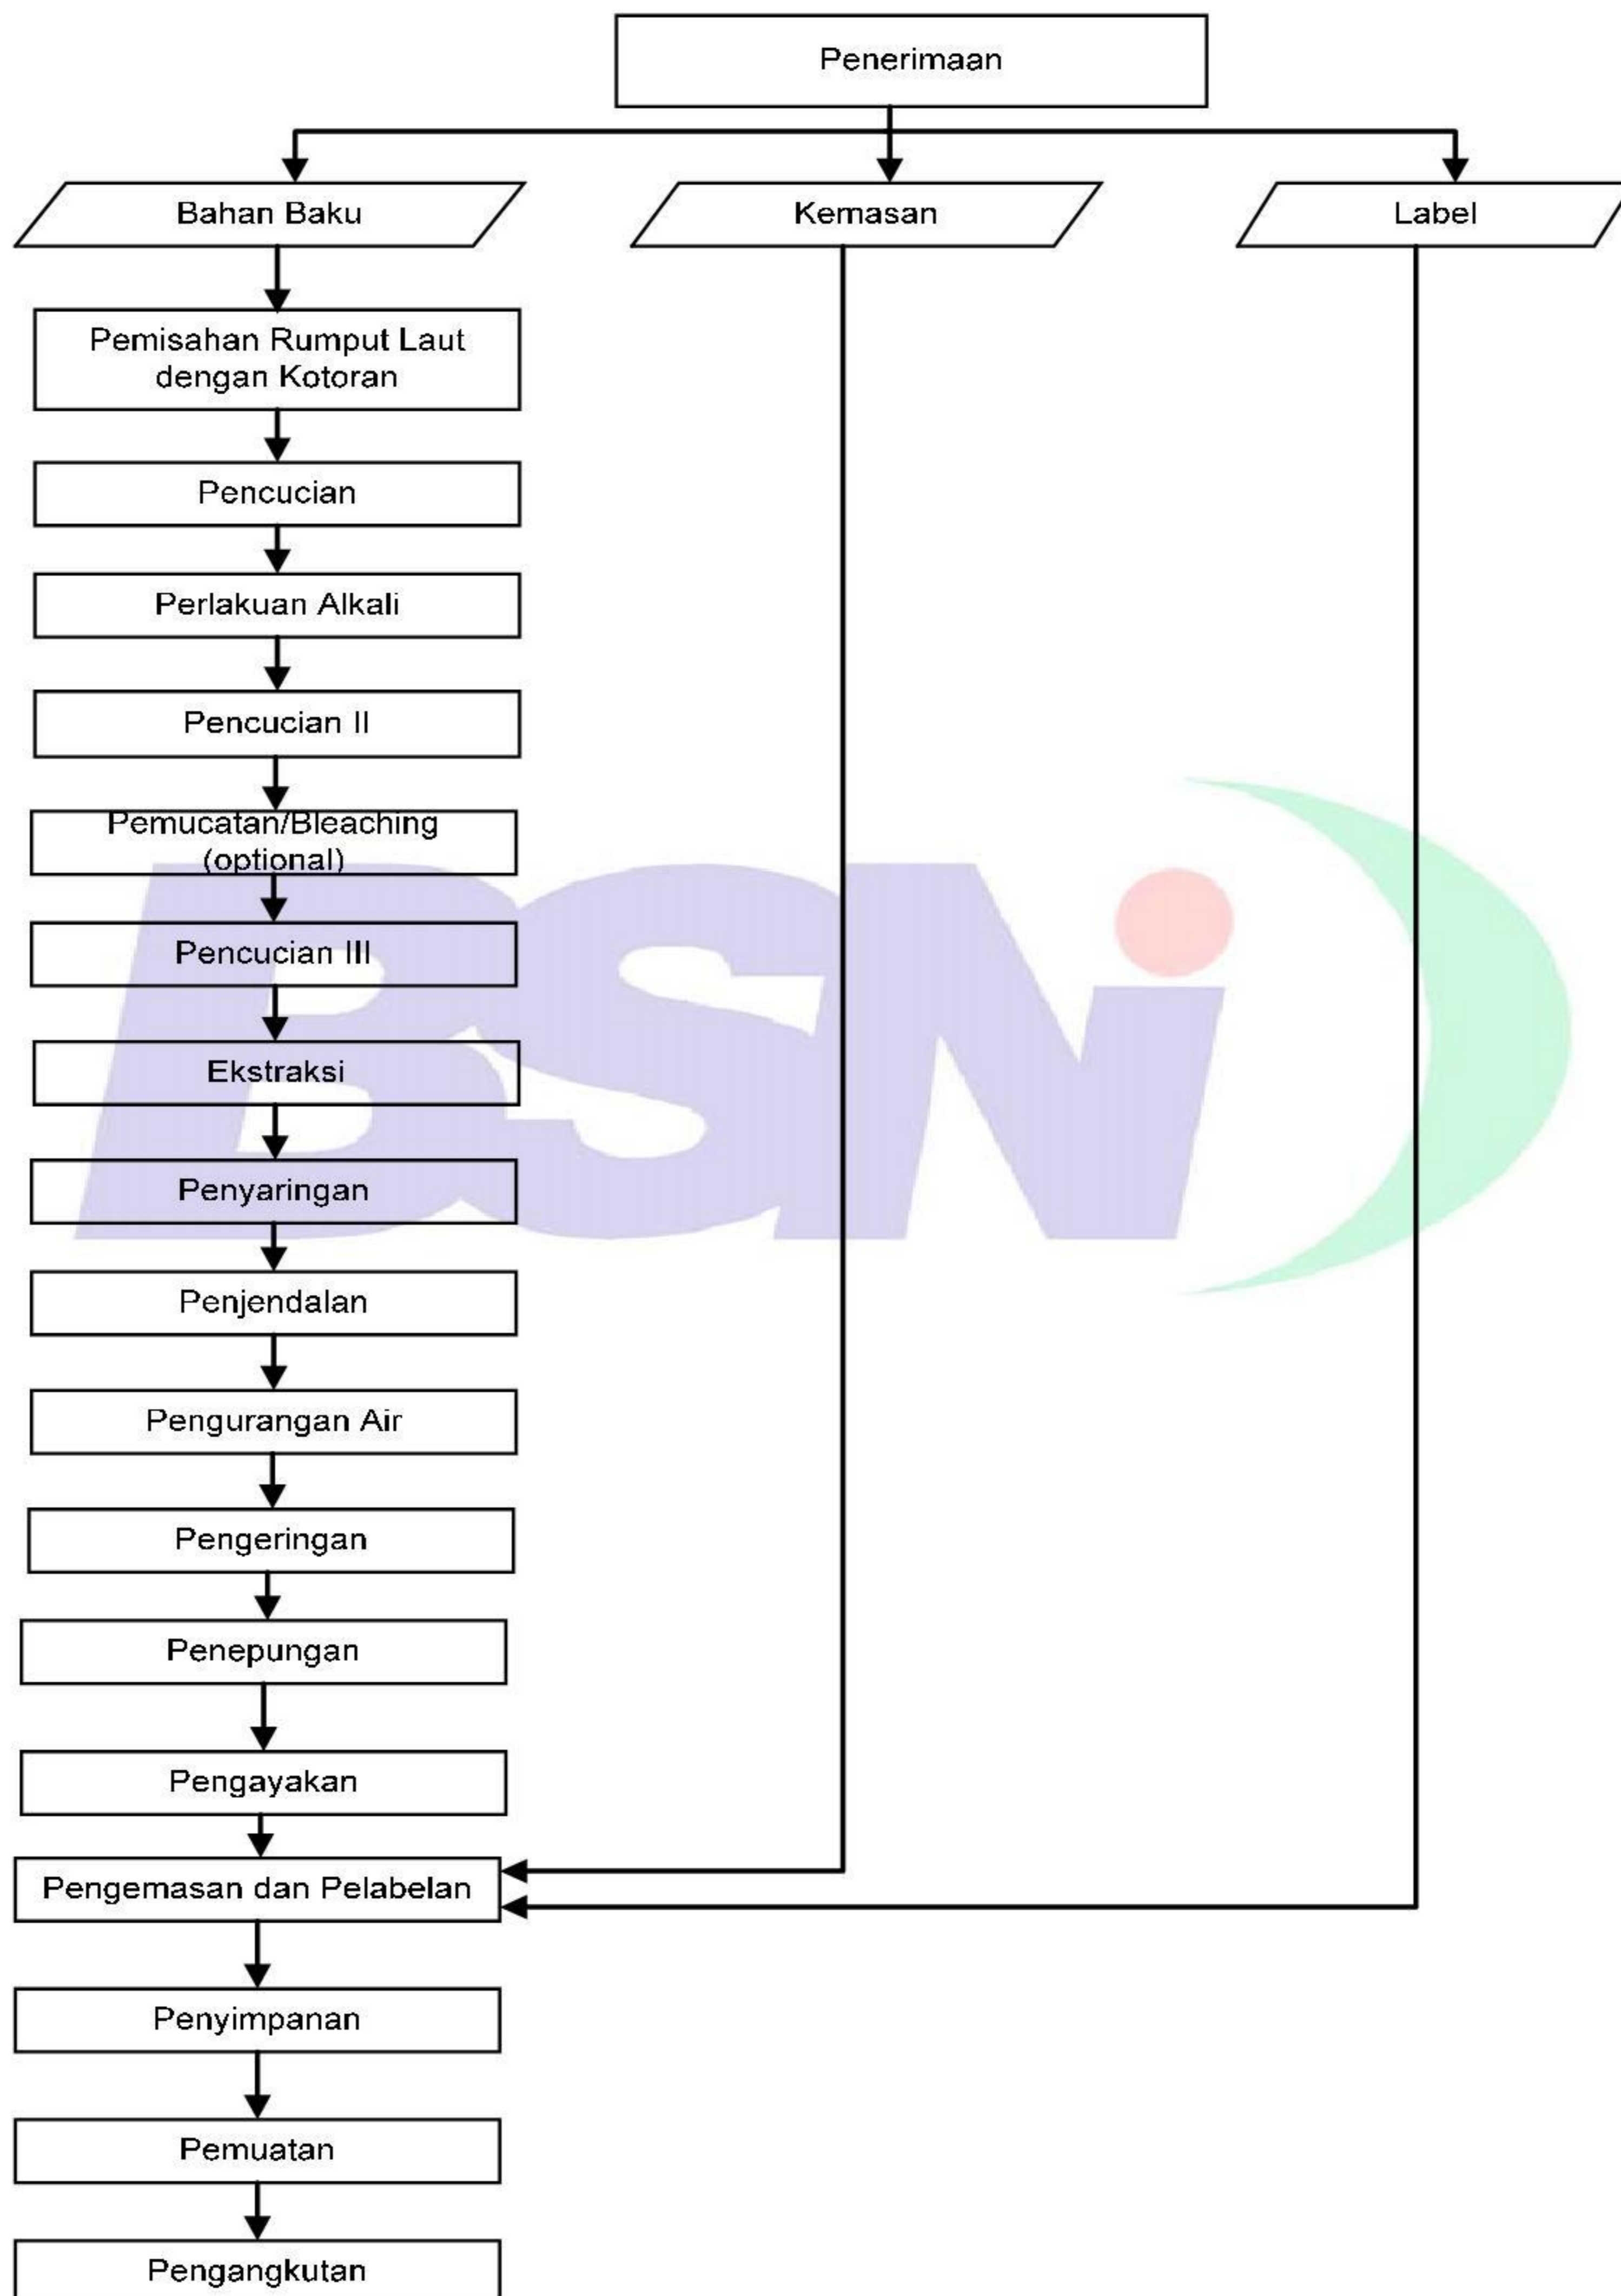 Penerimaan
Bahan Baku
Kemasan
Label
Pemisahan Rumput Laut
dengan Kotoran
Pencucian
Perlakuan Alkali
Pencucian II
Pemucatan/Bleaching
(optional)
Pencucian III
Ekstraksi
Penyaringan
Penjendalan
Pengurangan Air
Pengeringan
Penepungan
Pengayakan
Pengemasan dan Pelabelan
Penyimpanan
Pemuatan
Pengangkutan
BSNi